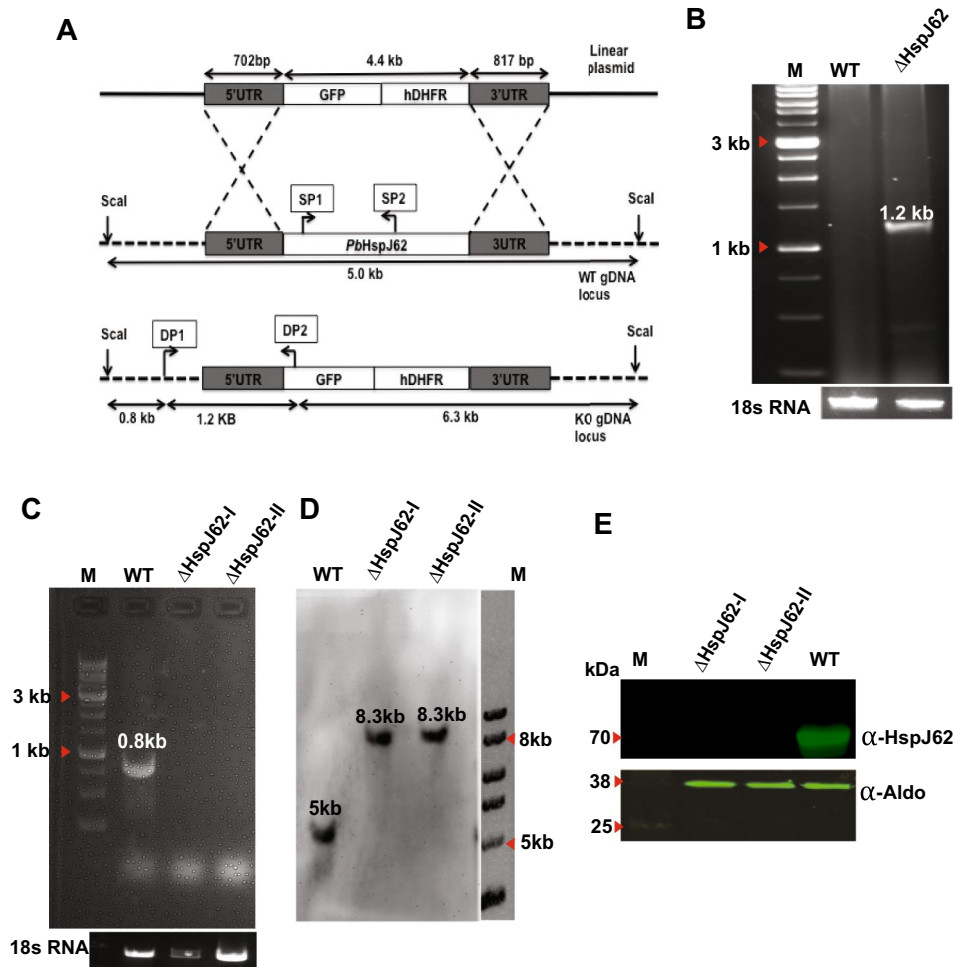 A
702bp
4.4 kb
817 bp
Linear
plasmid
5'UTR
GFP
hDHFR
3'UTR
ScaI
SP1
SP2
ScaI
5'UTR
PbHspJ62
3UTR
5.0 kb
WT gDNA
locus
ScaI
DP1
DP2
ScaI
5'UTR
GFP
hDHFR
3'UTR
0.8 kb
1.2 KB
6.3 kb
KO gDNA
locus
B
M
WT
ΔHspJ62
3 kb
1.2 kb
1 kb
18s RNA
C
M
WT
ΔHspJ62-I
ΔHspJ62-II
3 kb
1 kb
0.8kb
18s RNA
D
WT
ΔHspJ62-I
ΔHspJ62-II
M
8.3kb
8.3kb
8kb
5kb
5kb
E
kDa
M
ΔHspJ62-I
ΔHspJ62-II
WT
70
α-HspJ62
38
α-Aldo
25